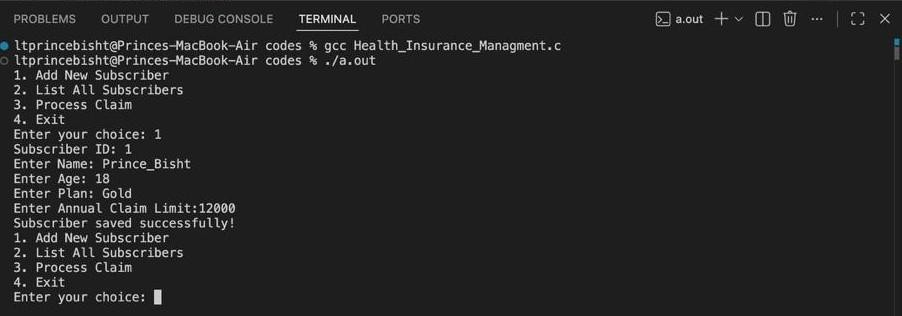 PROBLEMS OUTPUT DEBUG CONSOLE TERMINAL PORTS a.out
ltprincebisht@Princes-MacBook-Air codes % gcc Health_Insurance_Managment.c
ltprincebisht@Princes-MacBook-Air codes % ./a.out
1. Add New Subscriber
2. List All Subscribers
3. Process Claim
4. Exit
Enter your choice: 1
Subscriber ID: 1
Enter Name: Prince_Bisht
Enter Age: 18
Enter Plan: Gold
Enter Annual Claim Limit:12000
Subscriber saved successfully!
1. Add New Subscriber
2. List All Subscribers
3. Process Claim
4. Exit
Enter your choice: